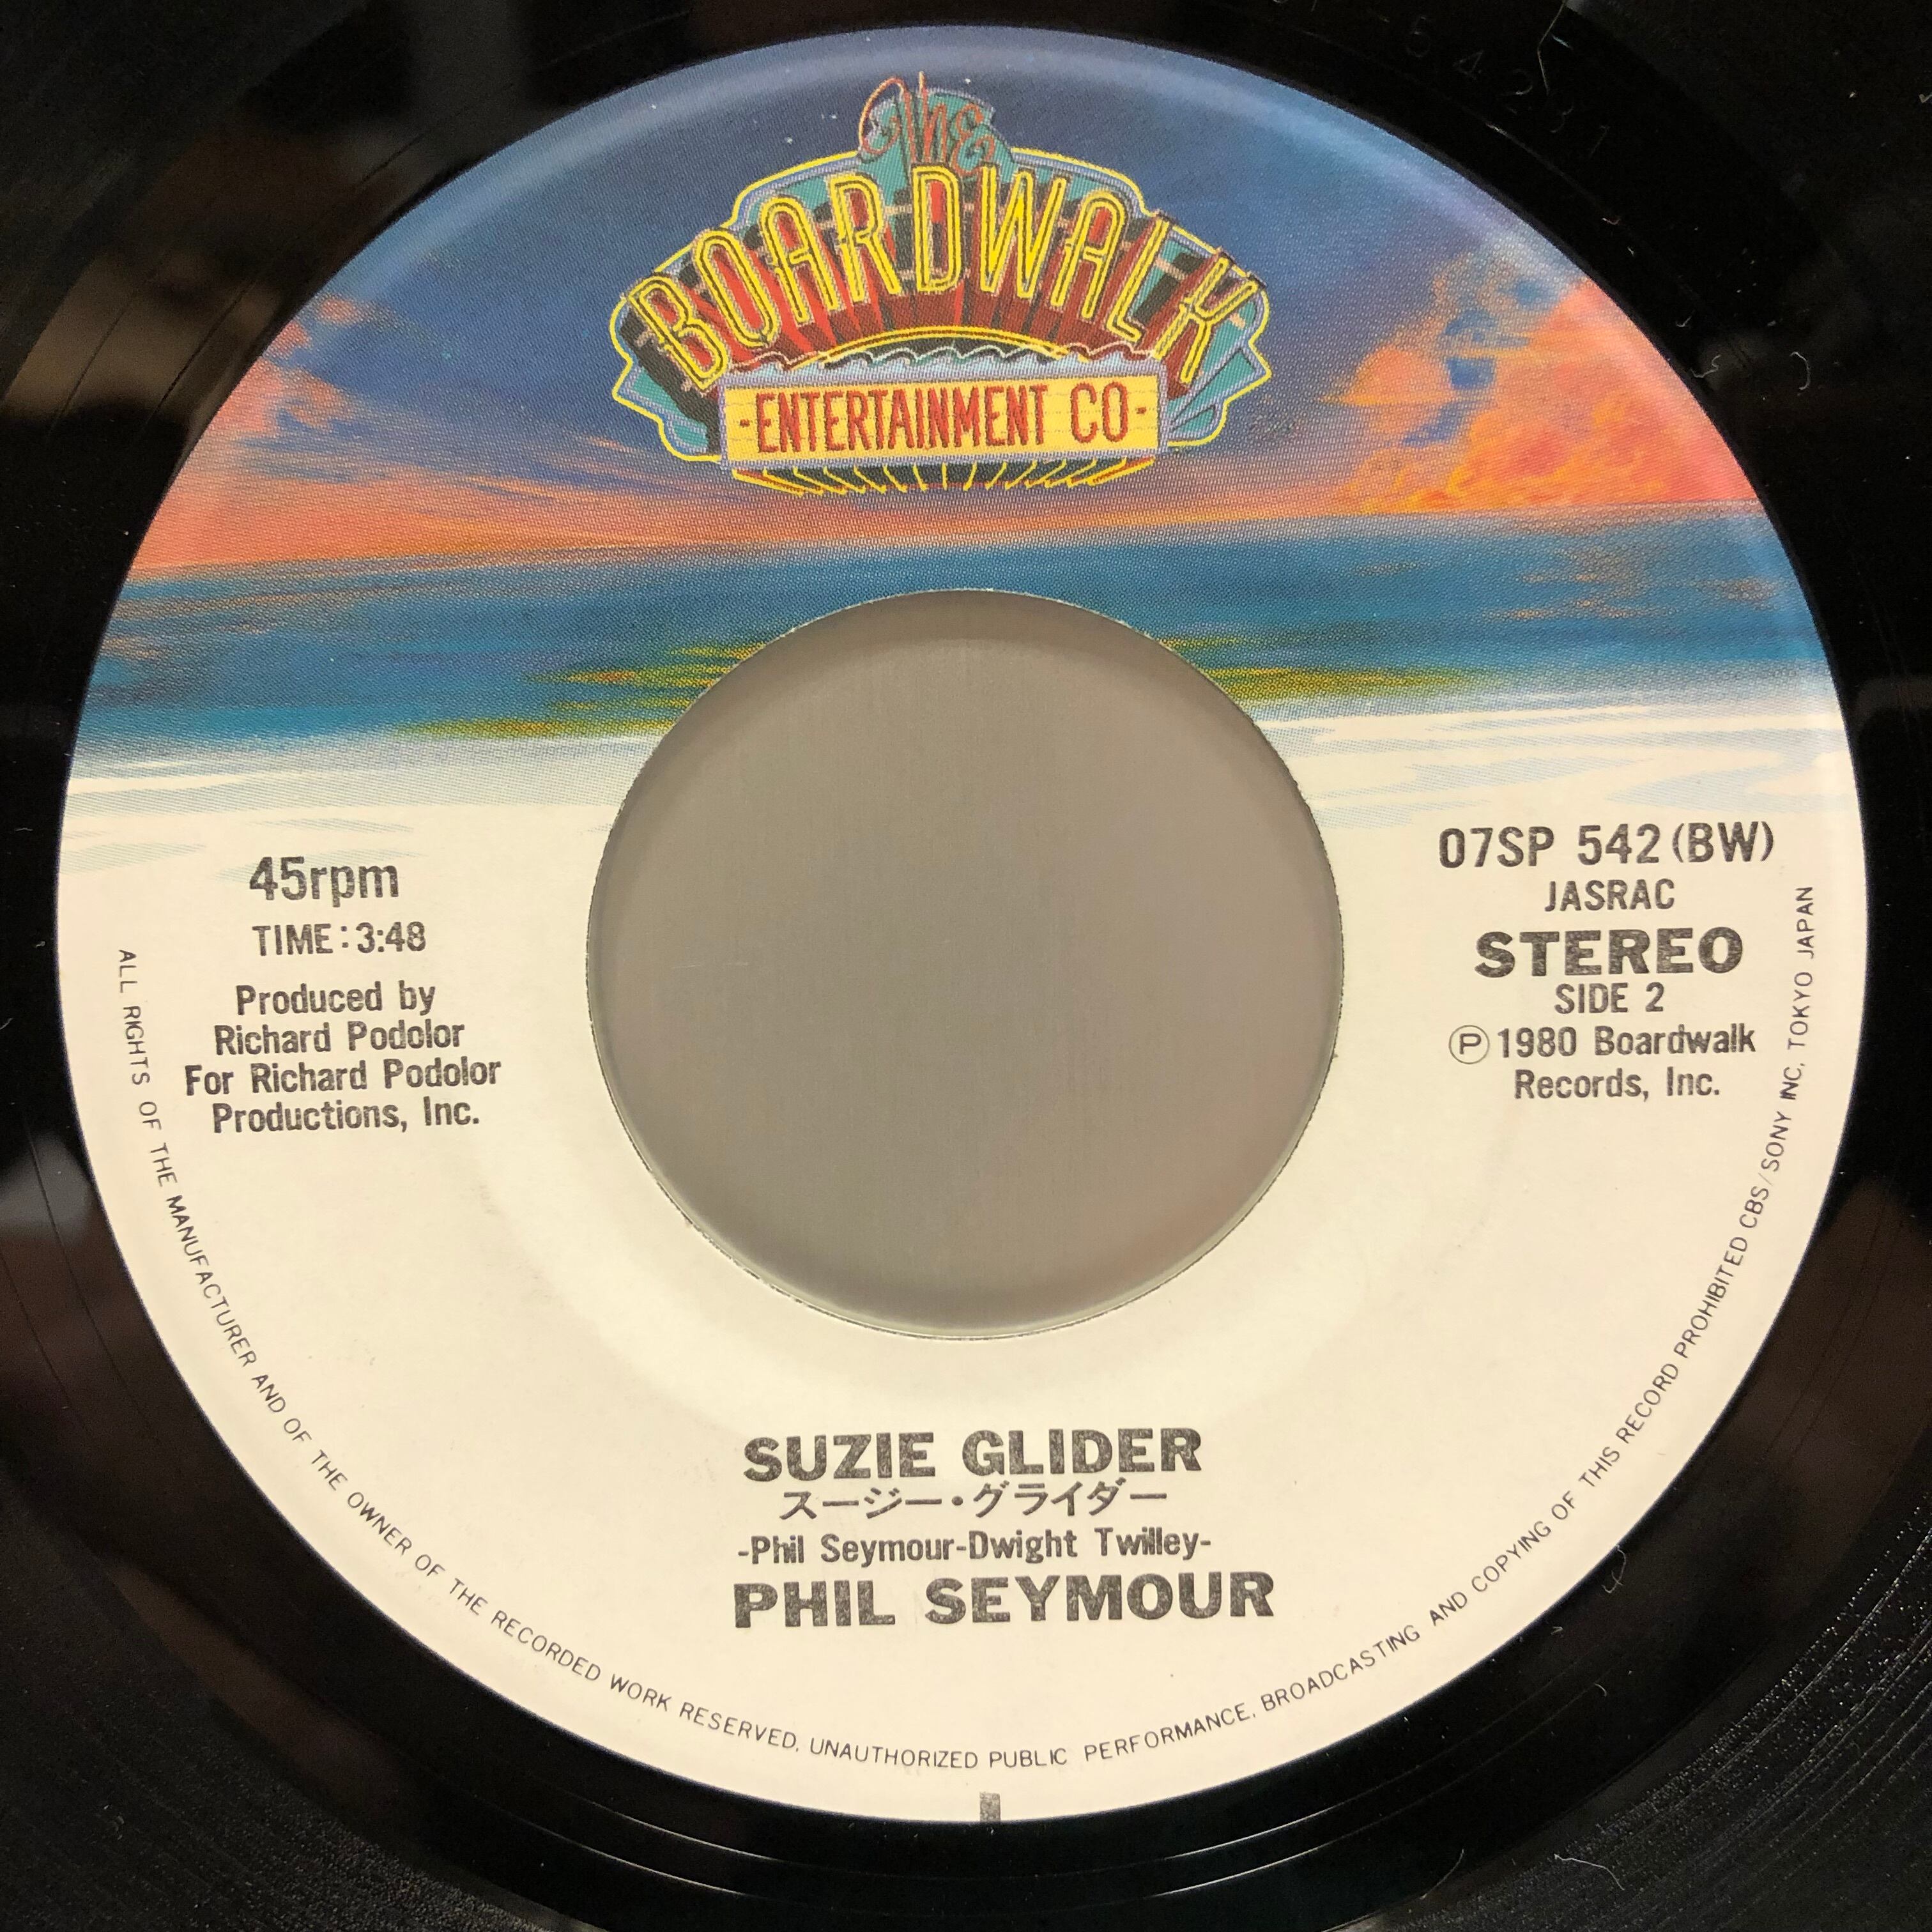 The
BOARDWALK
-ENTERTAINMENT CO-
45rpm
TIME:3:48
Produced by
Richard Podolor
For Richard Podolor
Productions, Inc.
07SP 542(BW)
JASRAC
STEREO
SIDE 2
Ⓟ1980 Boardwalk
Records, Inc.
SUZIE GLIDER
スージー・グライダー
-Phil Seymour-Dwight Twilley-
PHIL SEYMOUR
ALL RIGHTS OF THE MANUFACTURER AND OF THE OWNER OF THE RECORDED WORK RESERVED. UNAUTHORIZED PUBLIC PERFORMANCE, BROADCASTING AND COPYING OF THIS RECORD PROHIBITED CBS/SONY INC. TOKYO JAPAN